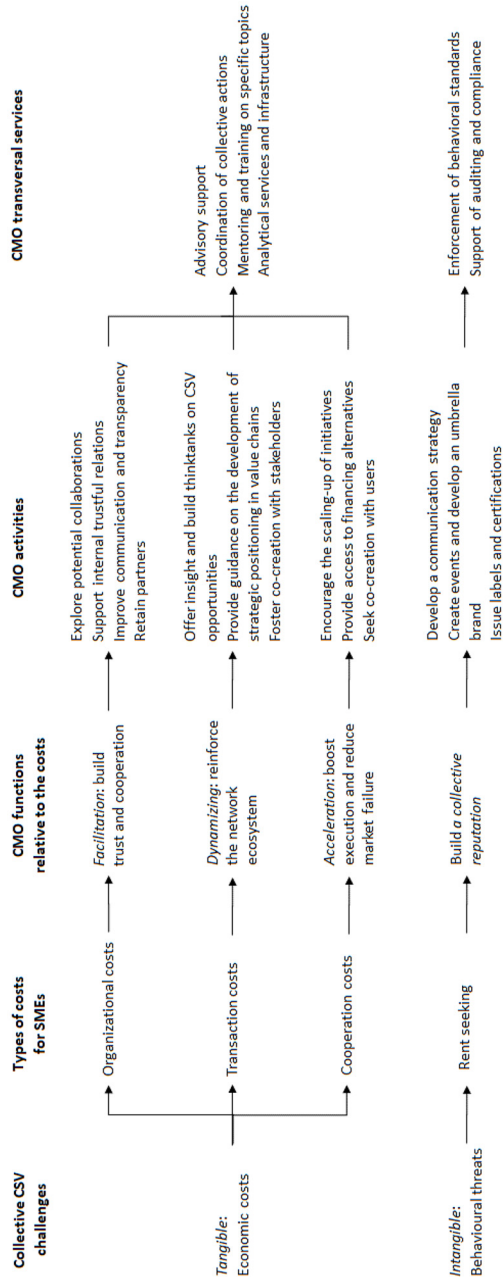 Collective CSV
challenges
Types of costs
for SMEs
CMO functions
relative to the costs
CMO activities
CMO transversal services
Tangible:
Economic costs
Organizational costs
Facilitation: build
trust and cooperation
Explore potential collaborations
Support internal trustful relations
Improve communication and transparency
Retain partners
Transaction costs
Dynamizing: reinforce
the network
ecosystem
Offer insight and build thinktanks on CSV
opportunities
Provide guidance on the development of
strategic positioning in value chains
Foster co-creation with stakeholders
Cooperation costs
Acceleration: boost
execution and reduce
market failure
Encourage the scaling-up of initiatives
Provide access to financing alternatives
Seek co-creation with users
Advisory support
Coordination of collective actions
Mentoring and training on specific topics
Analytical services and infrastructure
Intangible:
Behavioural threats
Rent seeking
Build a collective
reputation
Develop a communication strategy
Create events and develop an umbrella
brand
Issue labels and certifications
Enforcement of behavioral standards
Support of auditing and compliance